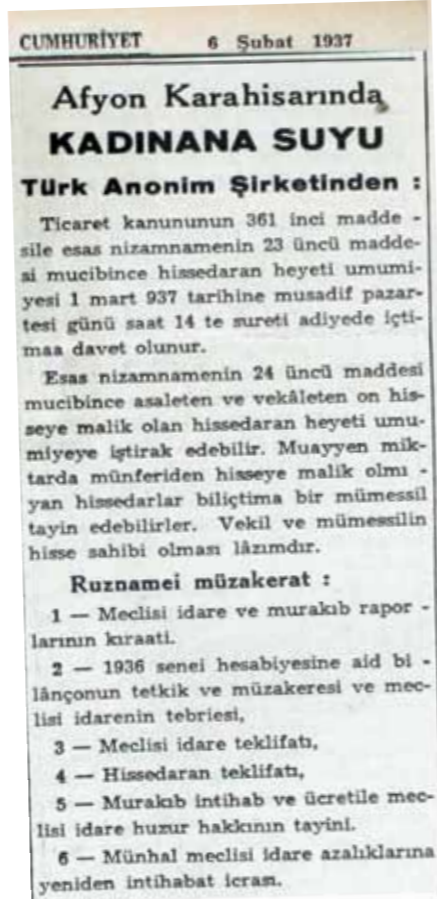 CUMHURİYET 6 Şubat 1937
Afyon Karahisarında
KADINANA SUYU
Türk Anonim Şirketinden :
Ticaret kanununun 361 inci madde -
sile esas nizamnamenin 23 üncü madde-
si mucibince hissedaran heyeti umumi-
yesi 1 mart 937 tarihine musadif pazar-
tesi günü saat 14 te sureti adiyede içti-
maa davet olunur.
Esas nizamnamenin 24 üncü maddesi
mucibince asaleten ve vekâleten on his-
seye malik olan hissedaran heyeti umu-
miyeye iştirak edebilir. Muayyen mik-
tarda münferiden hisseye malik olmı -
yan hissedarlar biliçtima bir mümessil
tayin edebilirler. Vekil ve mümessilin
hisse sahibi olması lâzımdır.
Ruznamei müzakerat :
1 — Meclisi idare ve murakıb rapor -
larının kıraati.
2 — 1936 senei hesabiyesine aid bi -
lânçonun tetkik ve müzakeresi ve mec-
lisi idarenin tebriesi,
3 — Meclisi idare teklifatı,
4 — Hissedaran teklifatı,
5 — Murakıb intihab ve ücretile mec-
lisi idare huzur hakkının tayini.
6 — Münhal meclisi idare azalıklarına
yeniden intihabat icrası.